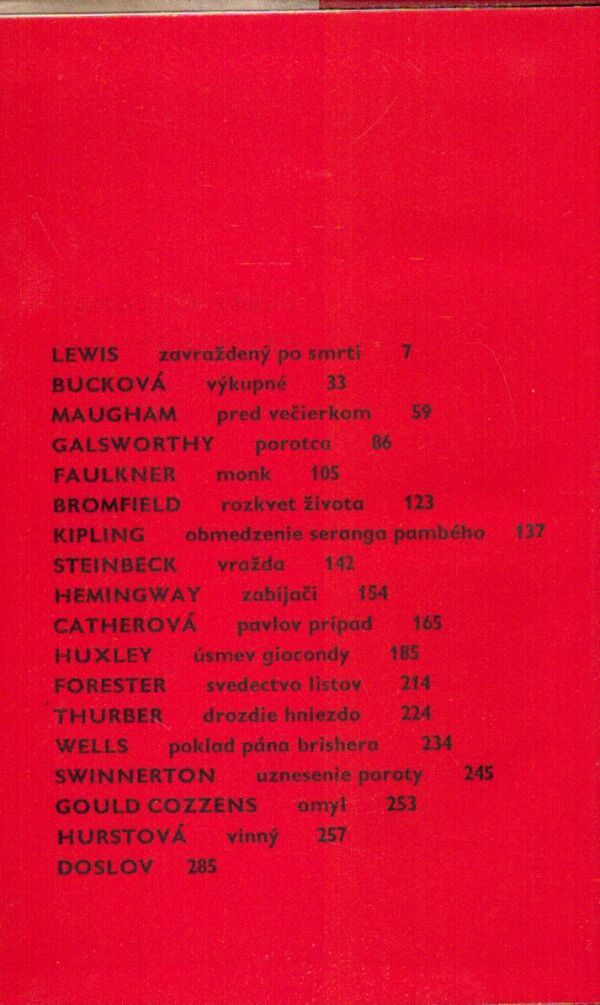 LEWIS zavraždený po smrti 7
BUCKOVÁ výkupné 33
MAUGHAM pred večierkom 59
GALSWORTHY porotca 86
FAULKNER monk 105
BROMFIELD rozkvet života 123
KIPLING obmedzenie seranga pambého 137
STEINBECK vražda 142
HEMINGWAY zabíjači 154
CATHEROVÁ pavlov prípad 165
HUXLEY úsmev giocondy 185
FORESTER svedectvo listov 214
THURBER drozdie hniezdo 224
WELLS poklad pána brishera 234
SWINNERTON uznesenie poroty 245
GOULD COZZENS omyl 253
HURSTOVÁ vinný 257
DOSLOV 285